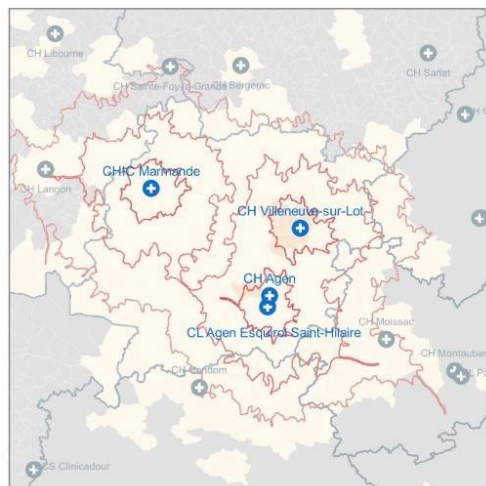 CH Libourne
CH Sainte-Foy-la-Grande
CH Bergerac
CH Sarlat
CH Langon
CHIC Marmande
CH Villeneuve-sur-Lot
CH Agen
CL Agen Esquirol Saint-Hilaire
CH Moissac
CH Condom
CH Montauban
CS Clinicadour